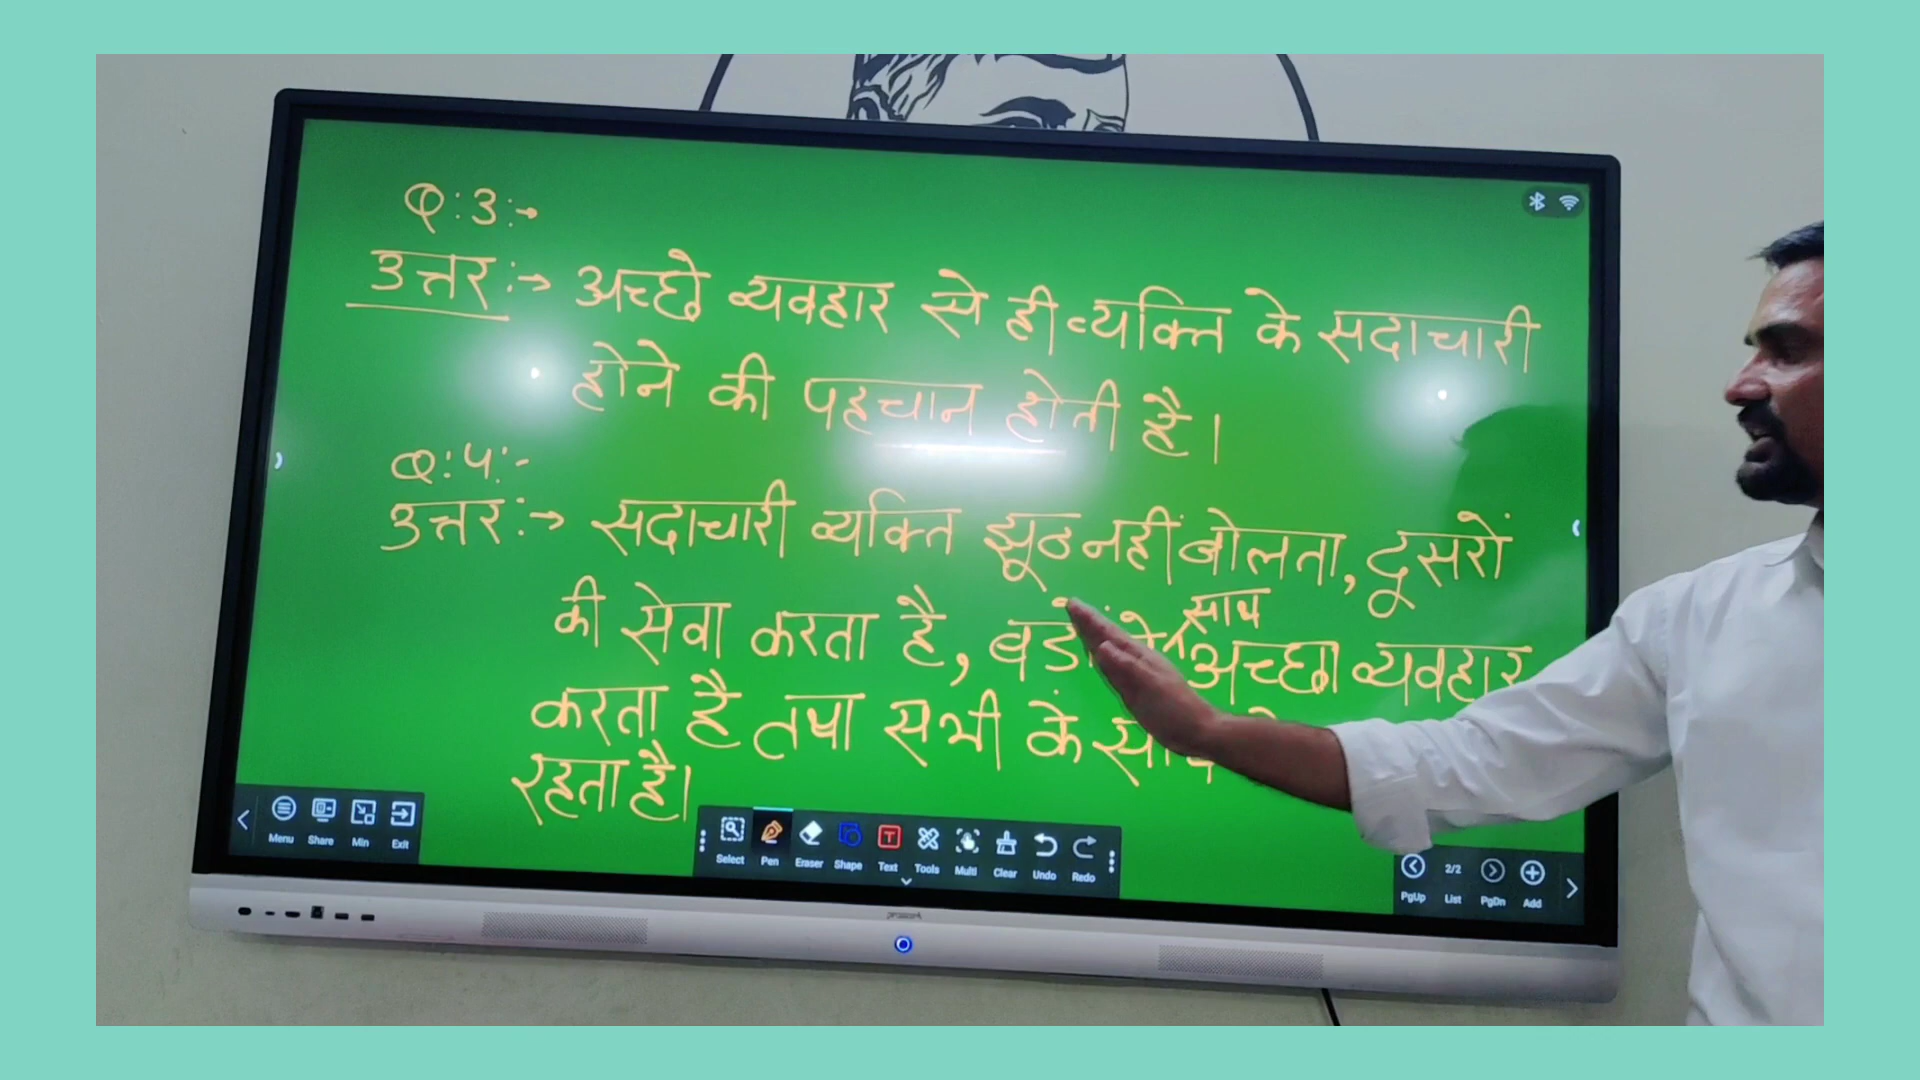 Q:3:→
उत्तर:→ अच्छे व्यवहार से ही व्यक्ति के सदाचारी
होने की पहचान होती है।
Q:4:-
उत्तर:→ सदाचारी व्यक्ति झूठ नहीं बोलता, दूसरों
साथ
की सेवा करता है, अच्छा व्यवहार
करता है तथा सभी के
रहता है।
Menu Share Min Exit
Select Pen Eraser Shape Text Tools Multi Clear Undo Redo
2/2
PgUp List PgDn Add